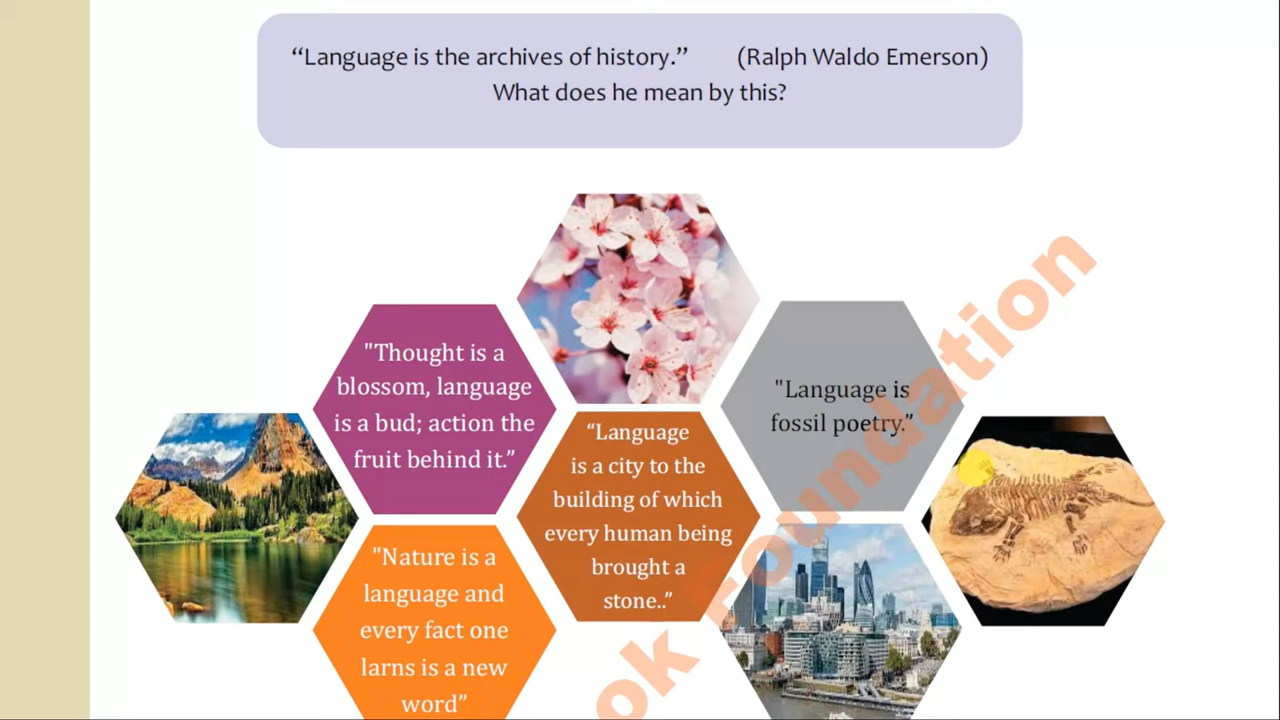 “Language is the archives of history.” (Ralph Waldo Emerson)
What does he mean by this?
"Thought is a
blossom, language
is a bud; action the
fruit behind it.”
"Language is
fossil poetry.”
“Language
is a city to the
building of which
every human being
brought a
stone..”
"Nature is a
language and
every fact one
larns is a new
word”
ok Foundation